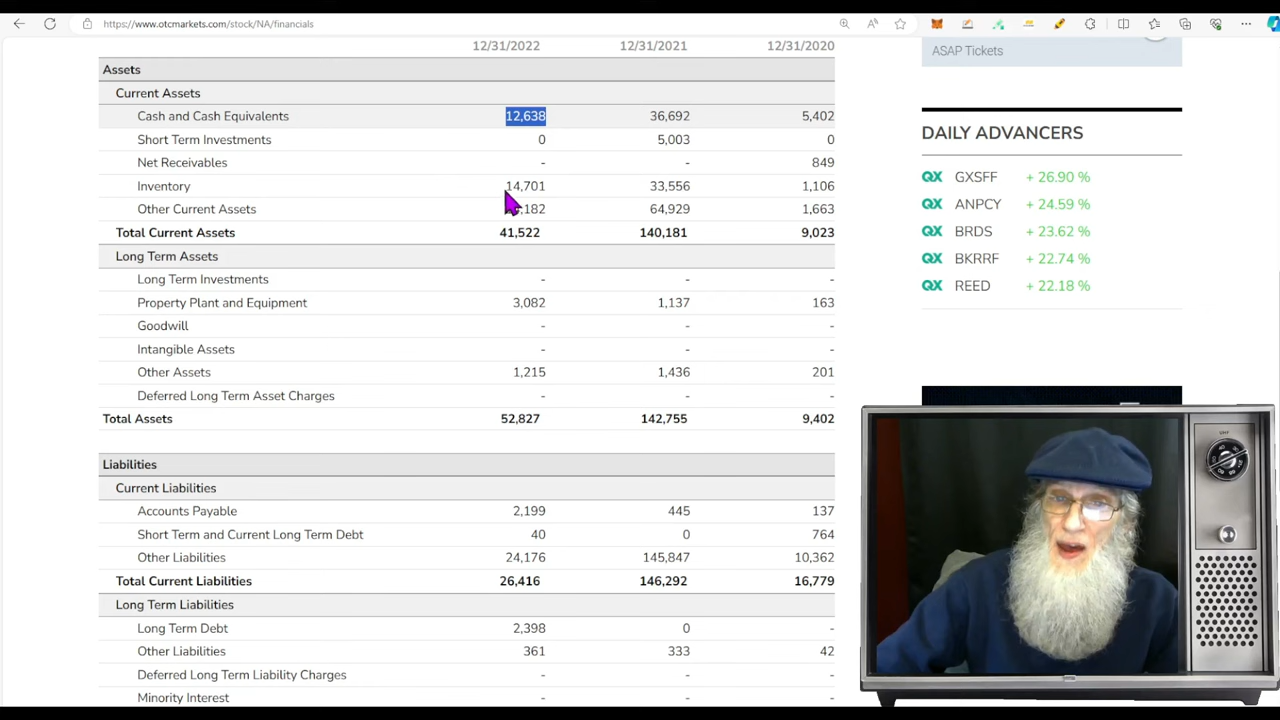 https://www.otcmarkets.com/stock/NA/financials
12/31/2022 12/31/2021 12/31/2020
Assets
Current Assets
Cash and Cash Equivalents 12,638 36,692 5,402
Short Term Investments 0 5,003 0
Net Receivables - - 849
Inventory 14,701 33,556 1,106
Other Current Assets ,182 64,929 1,663
Total Current Assets 41,522 140,181 9,023
Long Term Assets
Long Term Investments - - -
Property Plant and Equipment 3,082 1,137 163
Goodwill - - -
Intangible Assets - - -
Other Assets 1,215 1,436 201
Deferred Long Term Asset Charges - - -
Total Assets 52,827 142,755 9,402
Liabilities
Current Liabilities
Accounts Payable 2,199 445 137
Short Term and Current Long Term Debt 40 0 764
Other Liabilities 24,176 145,847 10,362
Total Current Liabilities 26,416 146,292 16,779
Long Term Liabilities
Long Term Debt 2,398 0 -
Other Liabilities 361 333 42
Deferred Long Term Liability Charges - - -
Minority Interest - - -
ASAP Tickets
DAILY ADVANCERS
QX GXSFF + 26.90 %
QX ANPCY + 24.59 %
QX BRDS + 23.62 %
QX BKRRF + 22.74 %
QX REED + 22.18 %